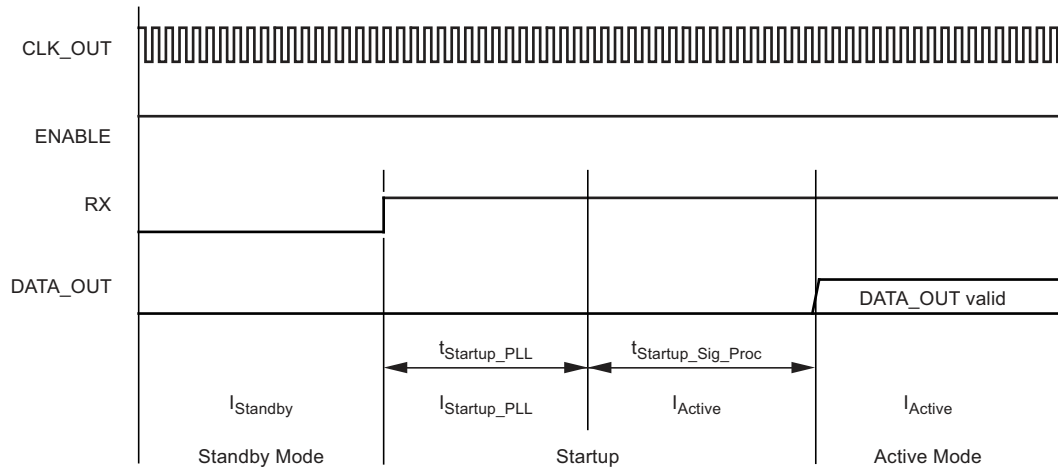 CLK_OUT
ENABLE
RX
DATA_OUT
DATA_OUT valid
tStartup_PLL tStartup_Sig_Proc
IStandby IStartup_PLL IActive IActive
Standby Mode Startup Active Mode